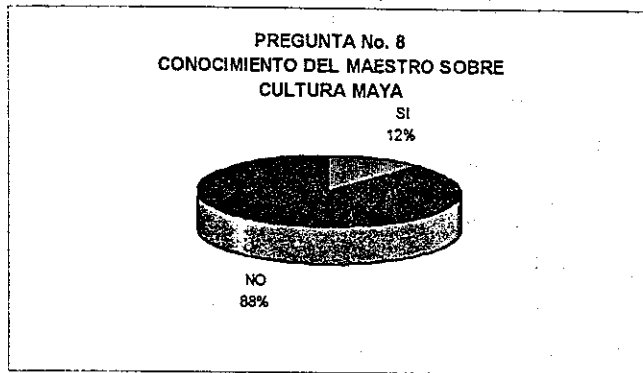 PREGUNTA No. 8
CONOCIMIENTO DEL MAESTRO SOBRE
CULTURA MAYA
SI
12%
NO
88%